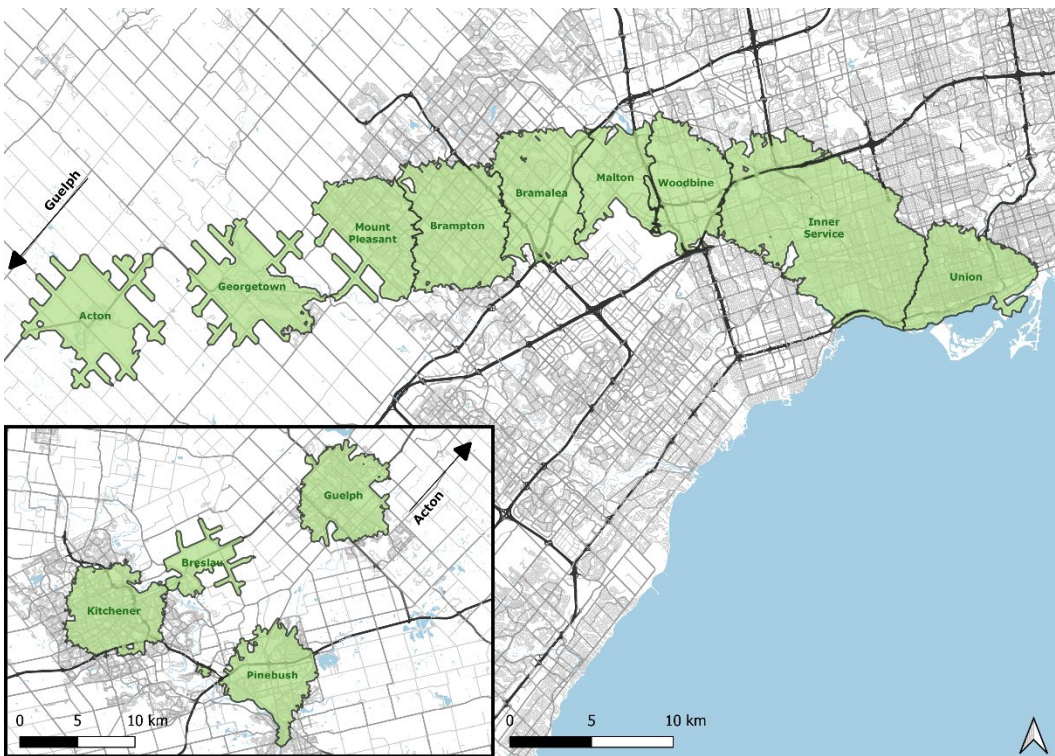 Guelph
Acton
Georgetown
Mount
Pleasant
Brampton
Bramalea
Malton
Woodbine
Inner
Service
Union
Guelph
Acton
Breslau
Kitchener
Pinebush
0 5 10 km
0 5 10 km